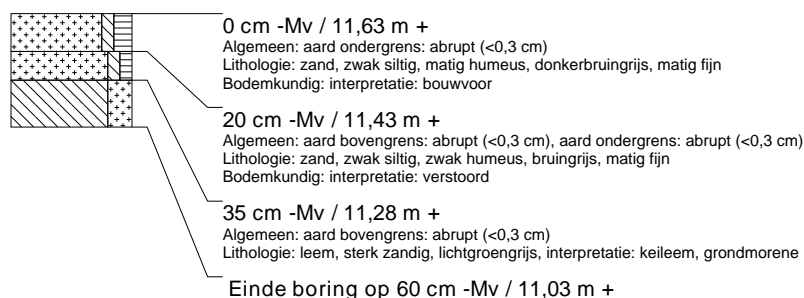 0 cm -Mv / 11,63 m +
Algemeen: aard ondergrens: abrupt (<0,3 cm)
Lithologie: zand, zwak siltig, matig humeus, donkerbruingrijs, matig fijn
Bodemkundig: interpretatie: bouwvoor
20 cm -Mv / 11,43 m +
Algemeen: aard bovengrens: abrupt (<0,3 cm), aard ondergrens: abrupt (<0,3 cm)
Lithologie: zand, zwak siltig, zwak humeus, bruingrijs, matig fijn
Bodemkundig: interpretatie: verstoord
35 cm -Mv / 11,28 m +
Algemeen: aard bovengrens: abrupt (<0,3 cm)
Lithologie: leem, sterk zandig, lichtgroengrijs, interpretatie: keileem, grondmorene
Einde boring op 60 cm -Mv / 11,03 m +